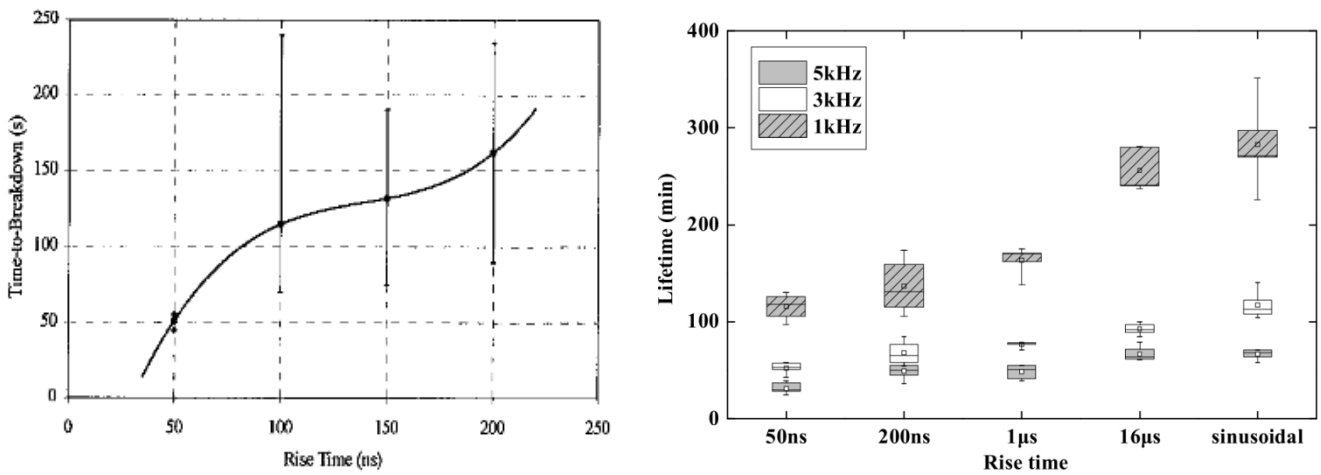 Time-to-Breakdown (s)
250
200
150
100
50
0
0 50 100 150 200 250
Rise Time (ns)
Lifetime (min)
400
300
200
100
0
5kHz
3kHz
1kHz
50ns 200ns 1μs 16μs sinusoidal
Rise time